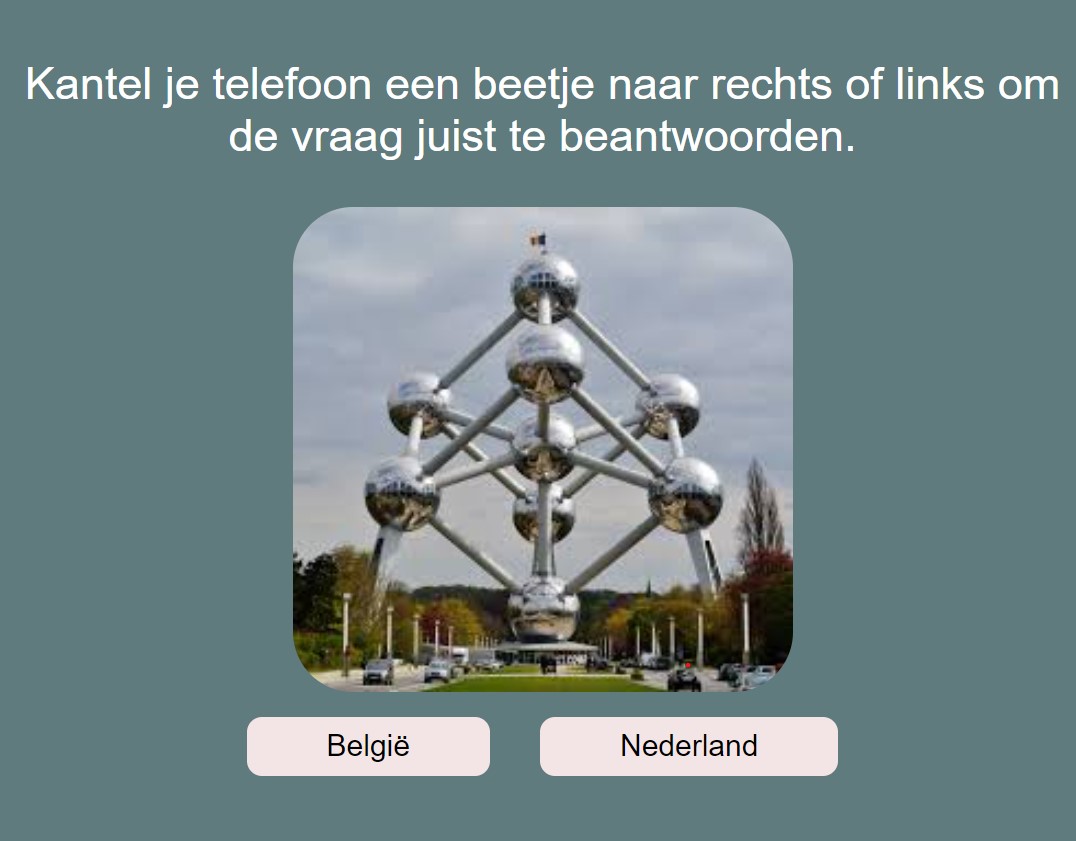 Kantel je telefoon een beetje naar rechts of links om
de vraag juist te beantwoorden.
België
Nederland